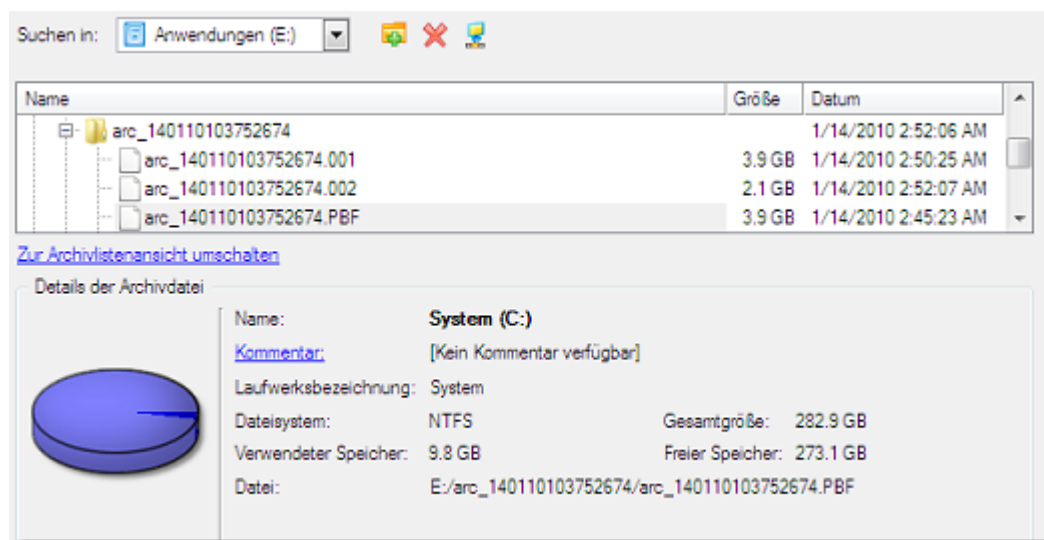 Suchen in: Anwendungen (E:)
Name Größe Datum
arc_140110103752674 1/14/2010 2:52:06 AM
arc_140110103752674.001 3.9 GB 1/14/2010 2:50:25 AM
arc_140110103752674.002 2.1 GB 1/14/2010 2:52:07 AM
arc_140110103752674.PBF 3.9 GB 1/14/2010 2:45:23 AM
Zur Archivlistenansicht umschalten
Details der Archivdatei
Name: System (C:)
Kommentar: [Kein Kommentar verfügbar]
Laufwerksbezeichnung: System
Dateisystem: NTFS Gesamtgröße: 282.9 GB
Verwendeter Speicher: 9.8 GB Freier Speicher: 273.1 GB
Datei: E:/arc_140110103752674/arc_140110103752674.PBF